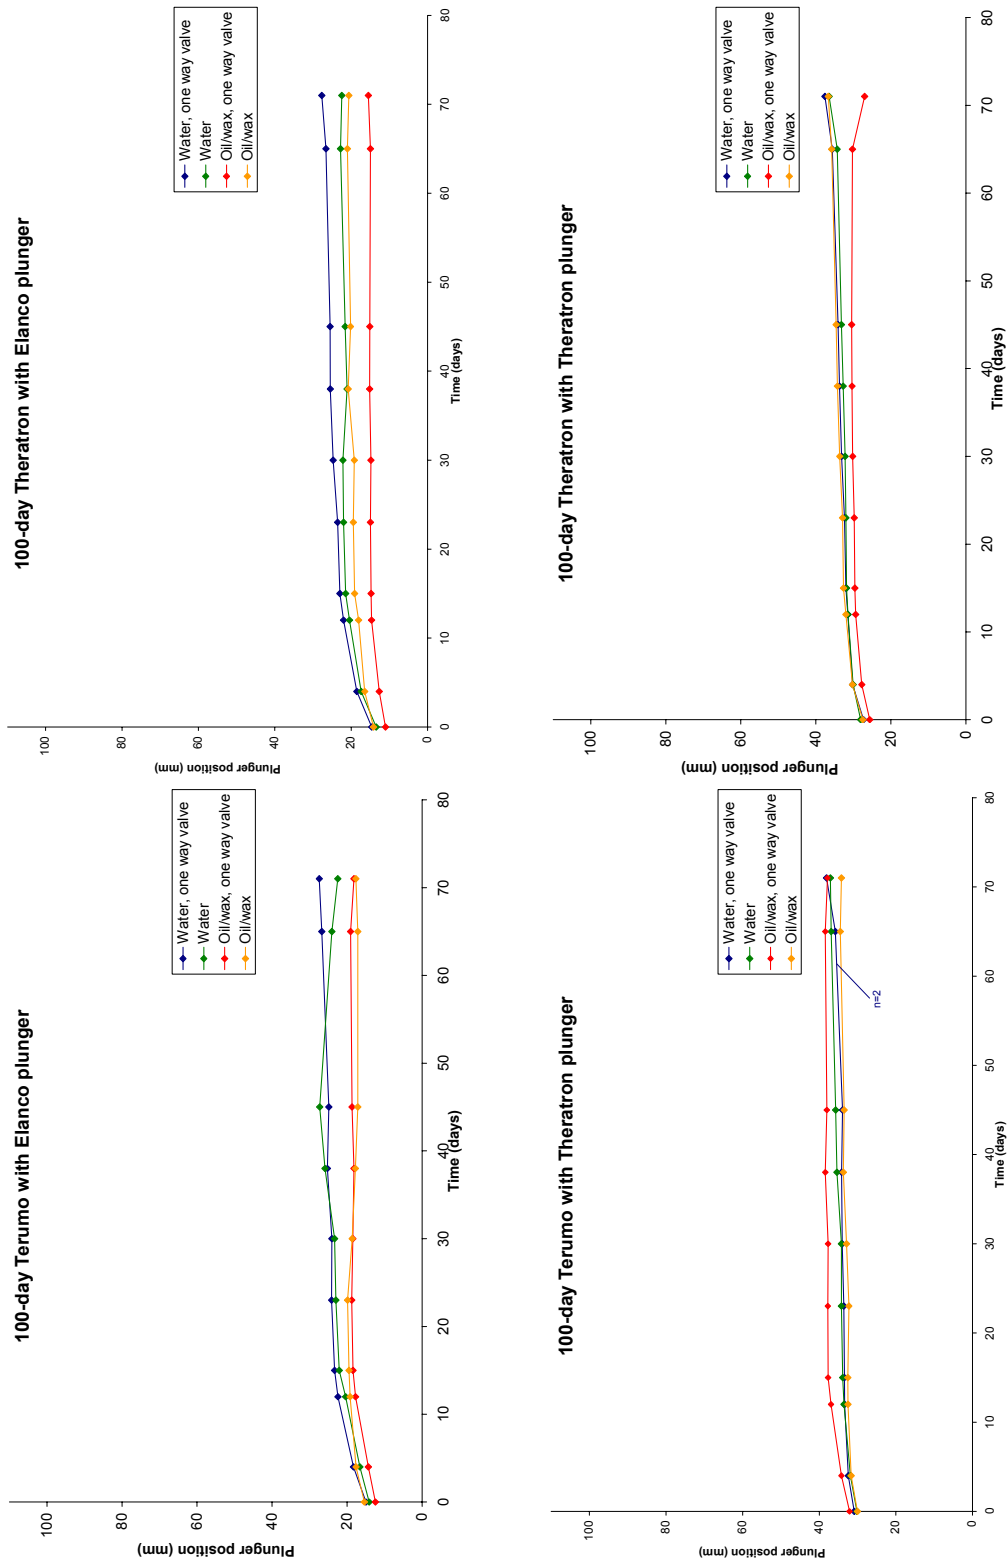 100-day Terumo with Elanco plunger
Plunger position (mm)
100
80
60
40
20
0
Water, one way valve
Water
Oil/wax, one way valve
Oil/wax
0 10 20 30 40 50 60 70 80
Time (days)
100-day Theratron with Elanco plunger
Plunger position (mm)
100
80
60
40
20
0
Water, one way valve
Water
Oil/wax, one way valve
Oil/wax
0 10 20 30 40 50 60 70 80
Time (days)
100-day Terumo with Theratron plunger
Plunger position (mm)
100
80
60
40
20
0
Water, one way valve
Water
Oil/wax, one way valve
Oil/wax
n=2
0 10 20 30 40 50 60 70 80
Time (days)
100-day Theratron with Theratron plunger
Plunger position (mm)
100
80
60
40
20
0
Water, one way valve
Water
Oil/wax, one way valve
Oil/wax
0 10 20 30 40 50 60 70 80
Time (days)